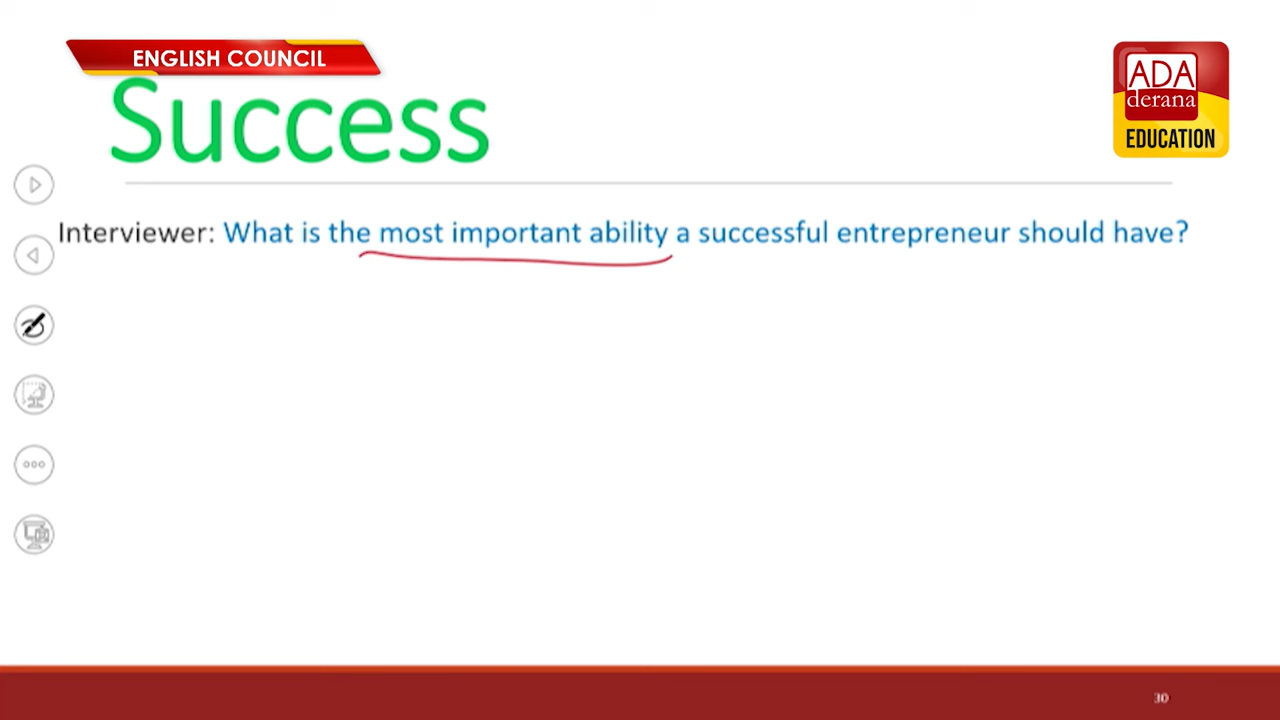 ENGLISH COUNCIL
ADA
derana
EDUCATION
Success
Interviewer: What is the most important ability a successful entrepreneur should have?
30